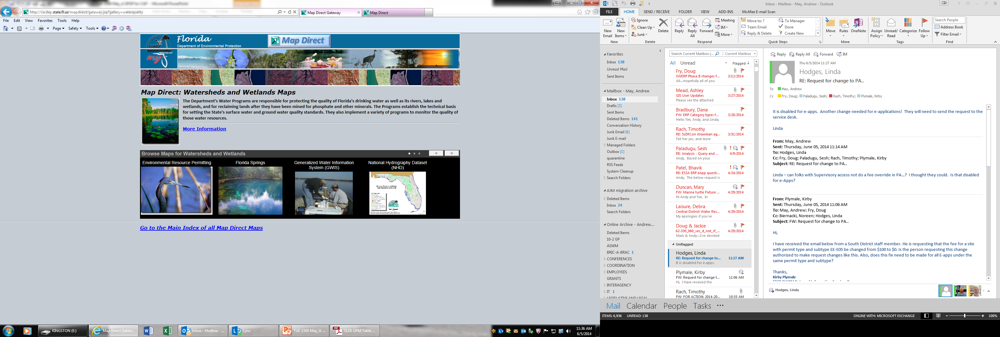 http://ca.dep.state.fl.us/mapdirect/gateway.jsp?gallery=waterquality
Map Direct Gateway
Map Direct
File Edit View Favorites Tools Help
Page Safety Tools
Florida
Department of Environmental Protection
Map Direct
FLORIDA
MyFlorida.com
my
Map Direct: Watersheds and Wetlands Maps
The Department's Water Programs are responsible for protecting the quality of Florida's drinking water as well as its rivers, lakes and
wetlands, and for reclaiming lands after they have been mined for phosphate and other minerals. The Programs establish the technical basis
for setting the State's surface water and ground water quality standards. They also implement a variety of programs to monitor the quality of
those water resources.
More Information
Browse Maps for Watersheds and Wetlands
< >
Environmental Resource Permitting
Florida Springs
Generalized Water Information
System (GWIS)
National Hydrography Dataset
(NHD)
Go to the Main Index of all Map Direct Maps
KINGSTON (E:)
Map Direct Gatew...
Inbox - Mailbox - ...
Lync
TUE-1500 May_A ...
SLER OPM Table ...
11:36 AM
6/5/2014
Inbox - Mailbox - May, Andrew - Outlook
FILE HOME SEND / RECEIVE FOLDER VIEW ADD-INS McAfee E-mail Scan
New
Email
New
Items
New
Ignore
Clean Up
Junk
Delete
Delete
Reply
Reply
All
Forward
Meeting
IM
More
Respond
Move to: ?
Team Email
Reply & Delete
To Manager
Done
Create New
Quick Steps
Move
Rules
OneNote
Move
Assign
Policy
Unread/
Read
Categorize
Follow
Up
Tags
Search People
Address Book
Filter Email
Find
Favorites
Inbox 138
Unread Mail
Sent Items
Mailbox - May, Andrew
Inbox 138
Drafts [3]
Sent Items
Deleted Items 141
Conversation History
Junk Email [6]
Junk E-mail
Managed Folders
Outbox [1]
quarantine
RSS Feeds
System Cleanup
Search Folders
AJM migration archive
Deleted Items
Inbox 24
Search Folders
Online Archive - Andrew....
Deleted Items
10-2 GP
ASWM
BRIC-A-BRAC 1
CONFERENCES
COORDINATION
EMPLOYEES
GRANTS
INTERAGENCY
IT 1
LEGISLATIVE AND LEGAL
Search Current Mailbox (... Current Mailbox
All Unread Flagged
Fry, Doug
SWERP Phase II changes f... 3/12/2014
All—hopefully all of you
Mead, Ashley
GIS User Updates 3/27/2014
Please see the attached
Bradbury, Dana
FW: ERP Category types f... 3/28/2014
Hello Tim, Andy, and Linda,
Rach, Timothy
RE: SLERCon strawman ag... 3/31/2014
Tell her yes, and more
Paladugu, Sesh
RE: Analysis - Query and ... 4/9/2014
Andy, Based on your
Patel, Bhavik
RE: ESSA ERP eApp questi... 4/24/2014
Andy, The below request is
Duncan, Mary
FW: Marine turtle Fixture ... 4/29/2014
Hi Andy and Tim, In
Laisure, Debra
Central District Water Res... 4/29/2014
My apologies if you've
Doug & Jackie
62-330_060_sec_d_not_sf_... 4/29/2014
Mark & Andy—I've decided
Unflagged
Hodges, Linda
RE: Request for change to... 11:27 AM
It is disabled for e-apps.
Plymale, Kirby
FW: Request for change t... 11:06 AM
Hi, I have received the
Rach, Timothy
FW: FOR ACTION: 2014-20... 10:35 AM
Reply Reply All Forward IM
Thu 6/5/2014 11:27 AM
Hodges, Linda
RE: Request for change to PA..
To May, Andrew
Cc Fry, Doug; Paladugu, Sesh; Rach, Timothy; Plymale, Kirby
It is disabled for e-apps. Another change needed for e-applications! They will need to send the request to the
service desk.
Linda
From: May, Andrew
Sent: Thursday, June 05, 2014 11:14 AM
To: Hodges, Linda
Cc: Fry, Doug; Paladugu, Sesh; Rach, Timothy; Plymale, Kirby
Subject: RE: Request for change to PA..
Linda – can folks with Supervisory access not do a fee override in PA...? I thought they could. Is that disabled
for e-Apps?
From: Plymale, Kirby
Sent: Thursday, June 05, 2014 11:06 AM
To: May, Andrew; Fry, Doug
Cc: Biernacki, Noreen; Hodges, Linda
Subject: FW: Request for change to PA..
Hi,
I have received the email below from a South District staff member. He is requesting that the fee for a site
with permit type and subtype EE-E05 be changed from $100 to $0. Is the person requesting this change
authorized to make request changes like this. Also, does this fix need to be made for all E-apps under the
same permit type and subtype?
Thanks,
Kirby Plymale
Hodges, Linda
Mail Calendar People Tasks ...
ITEMS: 6,936 UNREAD: 138 ONLINE WITH: MICROSOFT EXCHANGE 100%